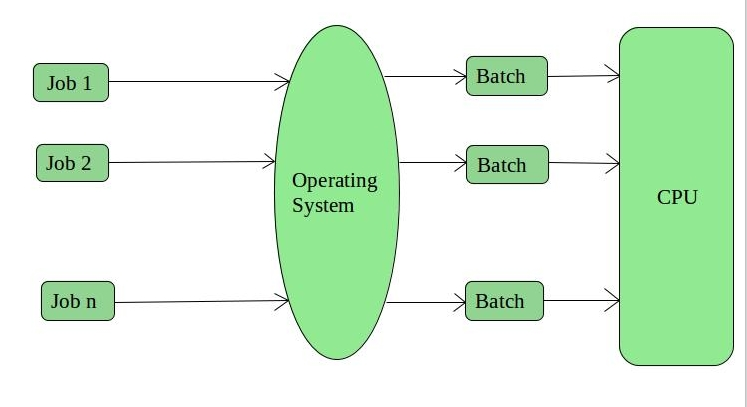 Job 1
Batch
Job 2
Batch
Operating
System
CPU
Job n
Batch